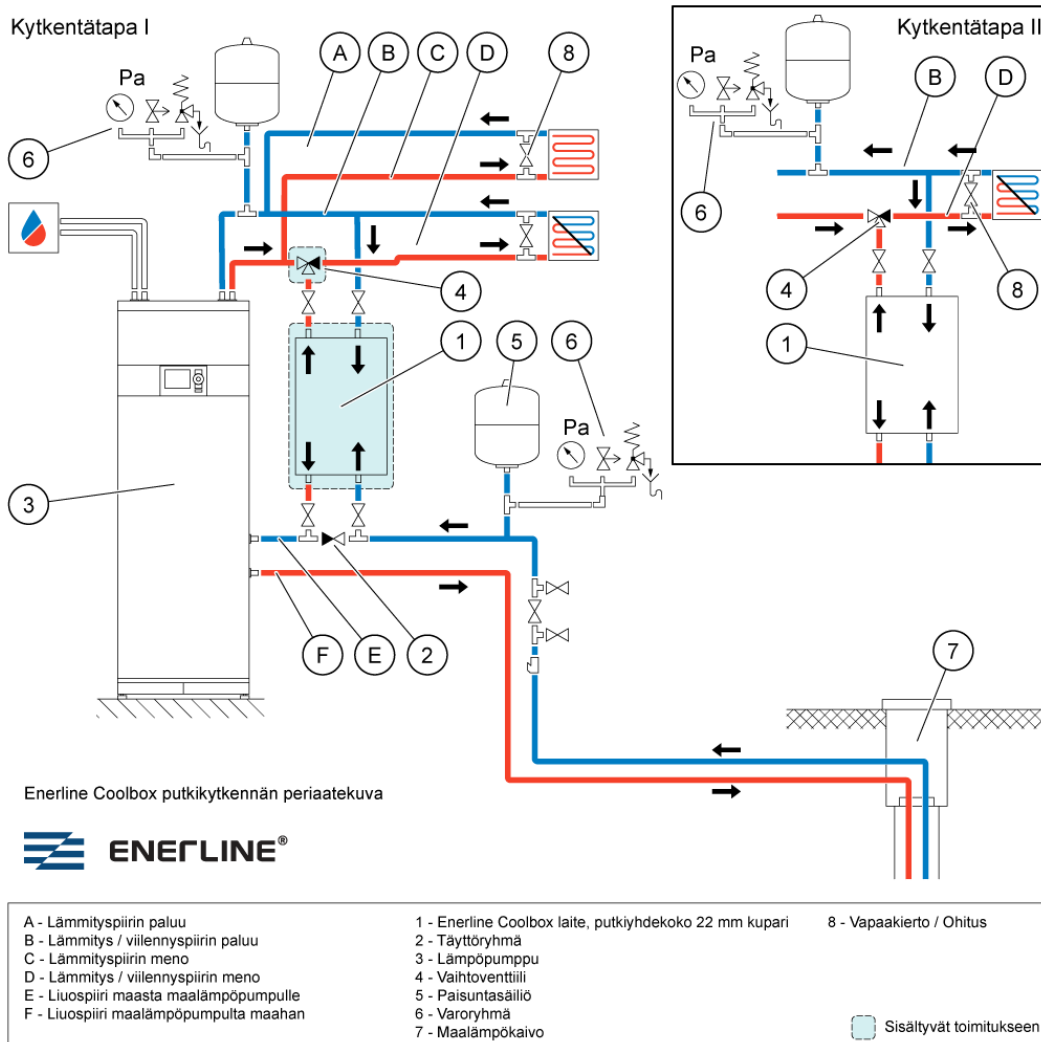 Kytkentätapa I
Kytkentätapa II
A
B
C
D
8
Pa
6
4
1
5
6
Pa
3
F
E
2
7
Pa
6
B
D
4
8
1
Enerline Coolbox putkikytkennän periaatekuva
ENERLINE®
A - Lämmityspiirin paluu
B - Lämmitys / viilennyspiirin paluu
C - Lämmityspiirin meno
D - Lämmitys / viilennyspiirin meno
E - Liuospiiri maasta maalämpöpumpulle
F - Liuospiiri maalämpöpumpulta maahan
1 - Enerline Coolbox laite, putkiyhdekoko 22 mm kupari
2 - Täyttöryhmä
3 - Lämpöpumppu
4 - Vaihtoventtiili
5 - Paisuntasäiliö
6 - Varoryhmä
7 - Maalämpökaivo
8 - Vapaakierto / Ohitus
Sisältyvät toimitukseen